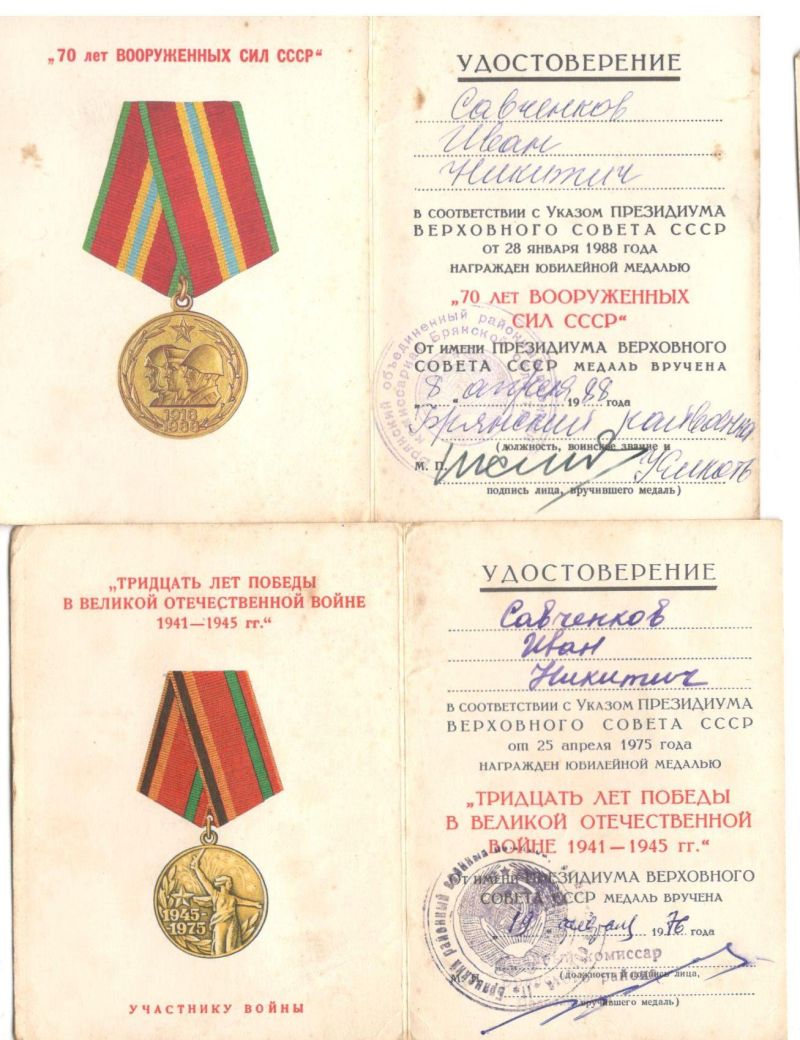 „70 лет ВООРУЖЕННЫХ СИЛ СССР“
1918
1988
УДОСТОВЕРЕНИЕ
Савченков
Иван
Никитич
В СООТВЕТСТВИИ С УКАЗОМ ПРЕЗИДИУМА
ВЕРХОВНОГО СОВЕТА СССР
ОТ 28 ЯНВАРЯ 1988 ГОДА
НАГРАЖДЕН ЮБИЛЕЙНОЙ МЕДАЛЬЮ
„70 ЛЕТ ВООРУЖЕННЫХ
СИЛ СССР“
ОТ ИМЕНИ ПРЕЗИДИУМА ВЕРХОВНОГО
СОВЕТА СССР МЕДАЛЬ ВРУЧЕНА
„8“ апреля 1988 года
Брянский
(должность, воинское звание и
М. П.
подпись лица, вручившего медаль)
„ТРИДЦАТЬ ЛЕТ ПОБЕДЫ
В ВЕЛИКОЙ ОТЕЧЕСТВЕННОЙ ВОЙНЕ
1941—1945 гг.“
1945-
1975
УЧАСТНИКУ ВОЙНЫ
УДОСТОВЕРЕНИЕ
Савченков
Иван
Никитич
В СООТВЕТСТВИИ С УКАЗОМ ПРЕЗИДИУМА
ВЕРХОВНОГО СОВЕТА СССР
от 25 апреля 1975 года
НАГРАЖДЕН ЮБИЛЕЙНОЙ МЕДАЛЬЮ
„ТРИДЦАТЬ ЛЕТ ПОБЕДЫ
В ВЕЛИКОЙ ОТЕЧЕСТВЕННОЙ
ВОЙНЕ 1941—1945 гг.“
ОТ ИМЕНИ ПРЕЗИДИУМА ВЕРХОВНОГО
СОВЕТА СССР МЕДАЛЬ ВРУЧЕНА
„19“ 1976 года
комиссар
М. П. (должность и подпись лица,
района
вручившего медаль)